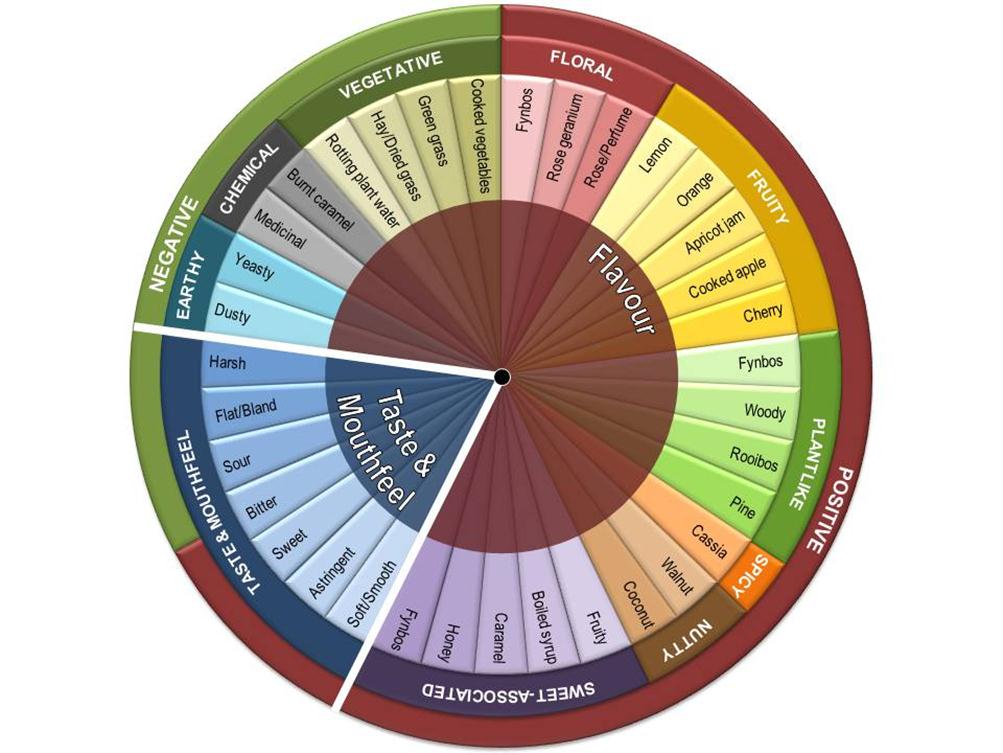 NEGATIVE
POSITIVE
VEGETATIVE
FLORAL
FRUITY
PLANTLIKE
SPICY
NUTTY
SWEET-ASSOCIATED
TASTE & MOUTHFEEL
EARTHY
CHEMICAL
Fynbos
Rose geranium
Rose/Perfume
Lemon
Orange
Apricot jam
Cooked apple
Cherry
Fynbos
Woody
Rooibos
Pine
Cassia
Walnut
Coconut
Fruity
Boiled syrup
Caramel
Honey
Fynbos
Soft/Smooth
Astringent
Sweet
Bitter
Sour
Flat/Bland
Harsh
Dusty
Yeasty
Medicinal
Burnt caramel
Rotting plant water
Hay/Dried grass
Green grass
Cooked vegetables
Flavour
Taste &
Mouthfeel